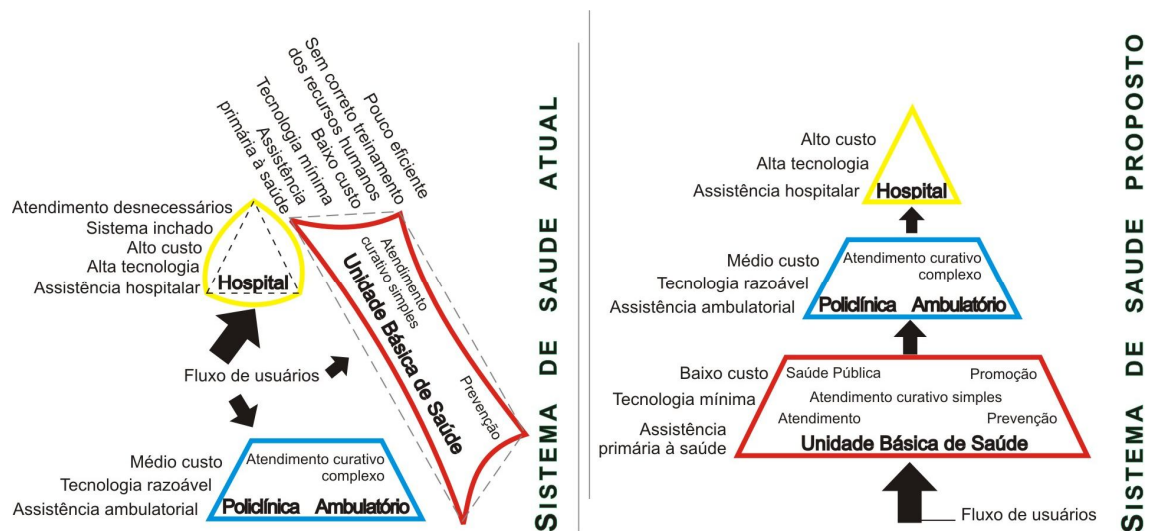 Pouco eficiente
Sem correto treinamento
dos recursos humanos
Baixo custo
Tecnologia mínima
Assistência
primária à saúde
Atendimento desnecessários
Sistema inchado
Alto custo
Alta tecnologia
Assistência hospitalar
Hospital
Atendimento
curativo simples
Unidade Básica de Saúde
Prevenção
Fluxo de usuários
Médio custo
Tecnologia razoável
Assistência ambulatorial
Atendimento curativo
complexo
Policlínica Ambulatório
SISTEMA DE SAUDE ATUAL
Alto custo
Alta tecnologia
Assistência hospitalar
Hospital
Médio custo
Tecnologia razoável
Assistência ambulatorial
Atendimento curativo
complexo
Policlínica Ambulatório
Baixo custo
Tecnologia mínima
Assistência
primária à saúde
Saúde Pública Promoção
Atendimento curativo simples
Atendimento Prevenção
Unidade Básica de Saúde
Fluxo de usuários
SISTEMA DE SAUDE PROPOSTO